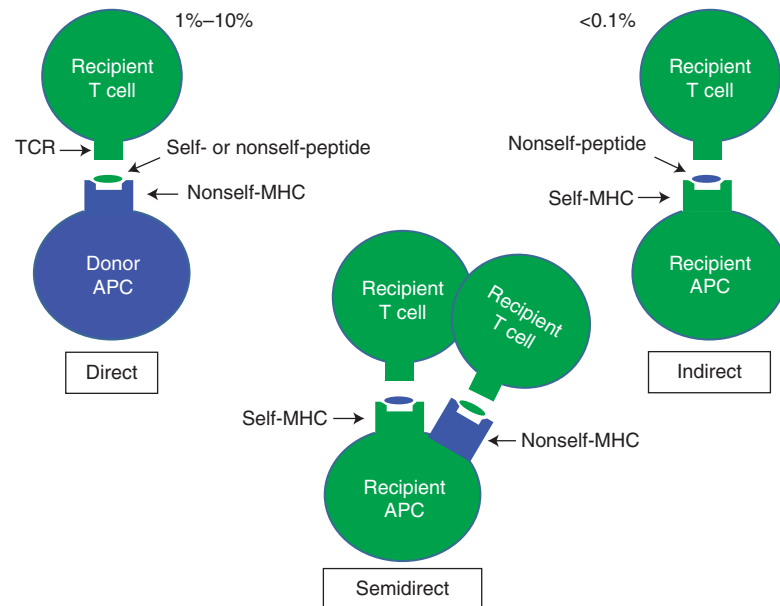 1%–10%
Recipient
T cell
TCR
Self- or nonself-peptide
Nonself-MHC
Donor
APC
Direct
<0.1%
Recipient
T cell
Nonself-peptide
Self-MHC
Recipient
APC
Indirect
Recipient
T cell
Recipient
T cell
Self-MHC
Nonself-MHC
Recipient
APC
Semidirect